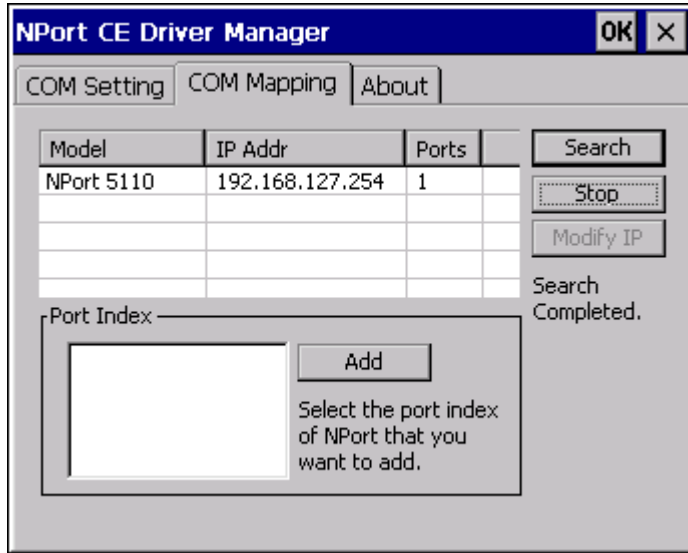 NPort CE Driver Manager OK ×
COM Setting COM Mapping About
Model IP Addr Ports
NPort 5110 192.168.127.254 1
Search
Stop
Modify IP
Search
Completed.
Port Index
Add
Select the port index
of NPort that you
want to add.